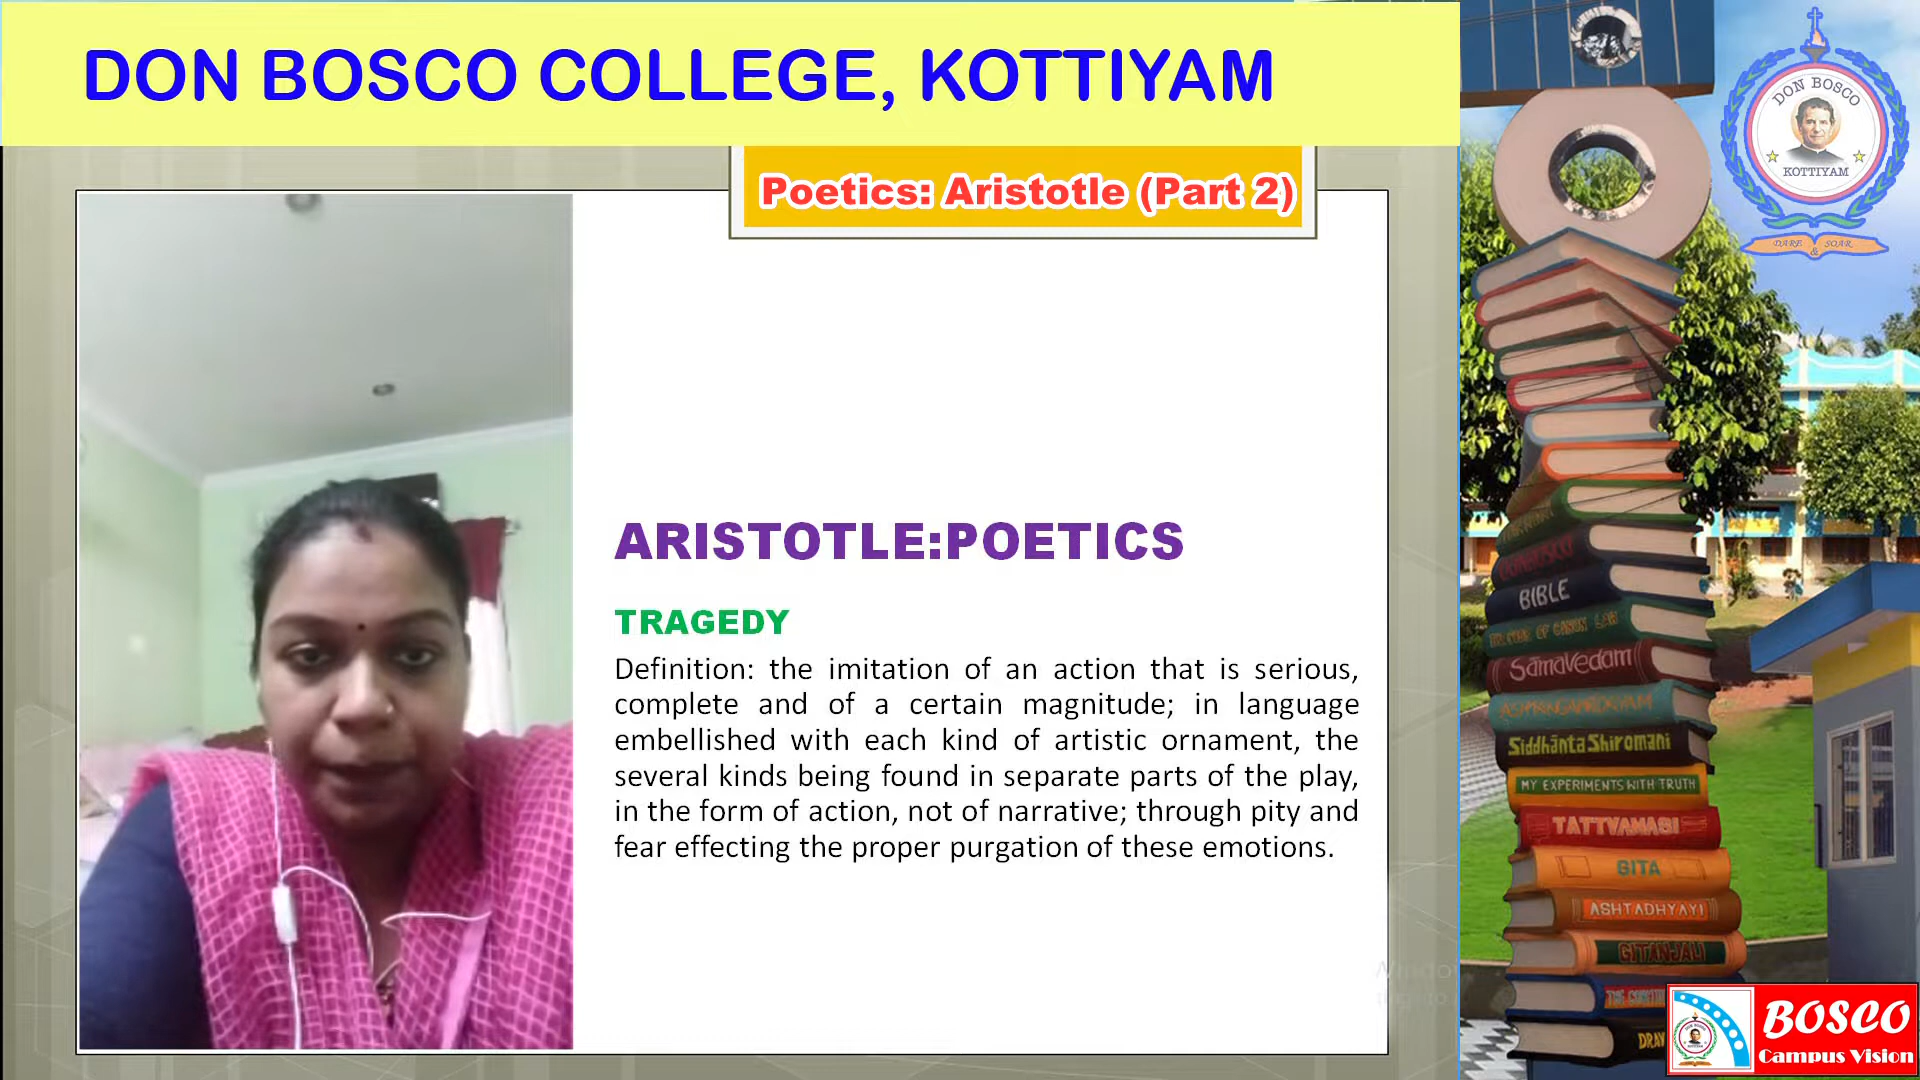 DON BOSCO COLLEGE, KOTTIYAM
Poetics: Aristotle (Part 2)
ARISTOTLE:POETICS
TRAGEDY
Definition: the imitation of an action that is serious,
complete and of a certain magnitude; in language
embellished with each kind of artistic ornament, the
several kinds being found in separate parts of the play,
in the form of action, not of narrative; through pity and
fear effecting the proper purgation of these emotions.
DON BOSCO
KOTTIYAM
DARE & SOAR
BIBLE
SāmaVedam
SiddhāntaShiromani
MY EXPERIMENTS WITH TRUTH
TATTVAMASI
GITA
ASHTADHYAYI
GITANJALI
BOSCO
Campus Vision